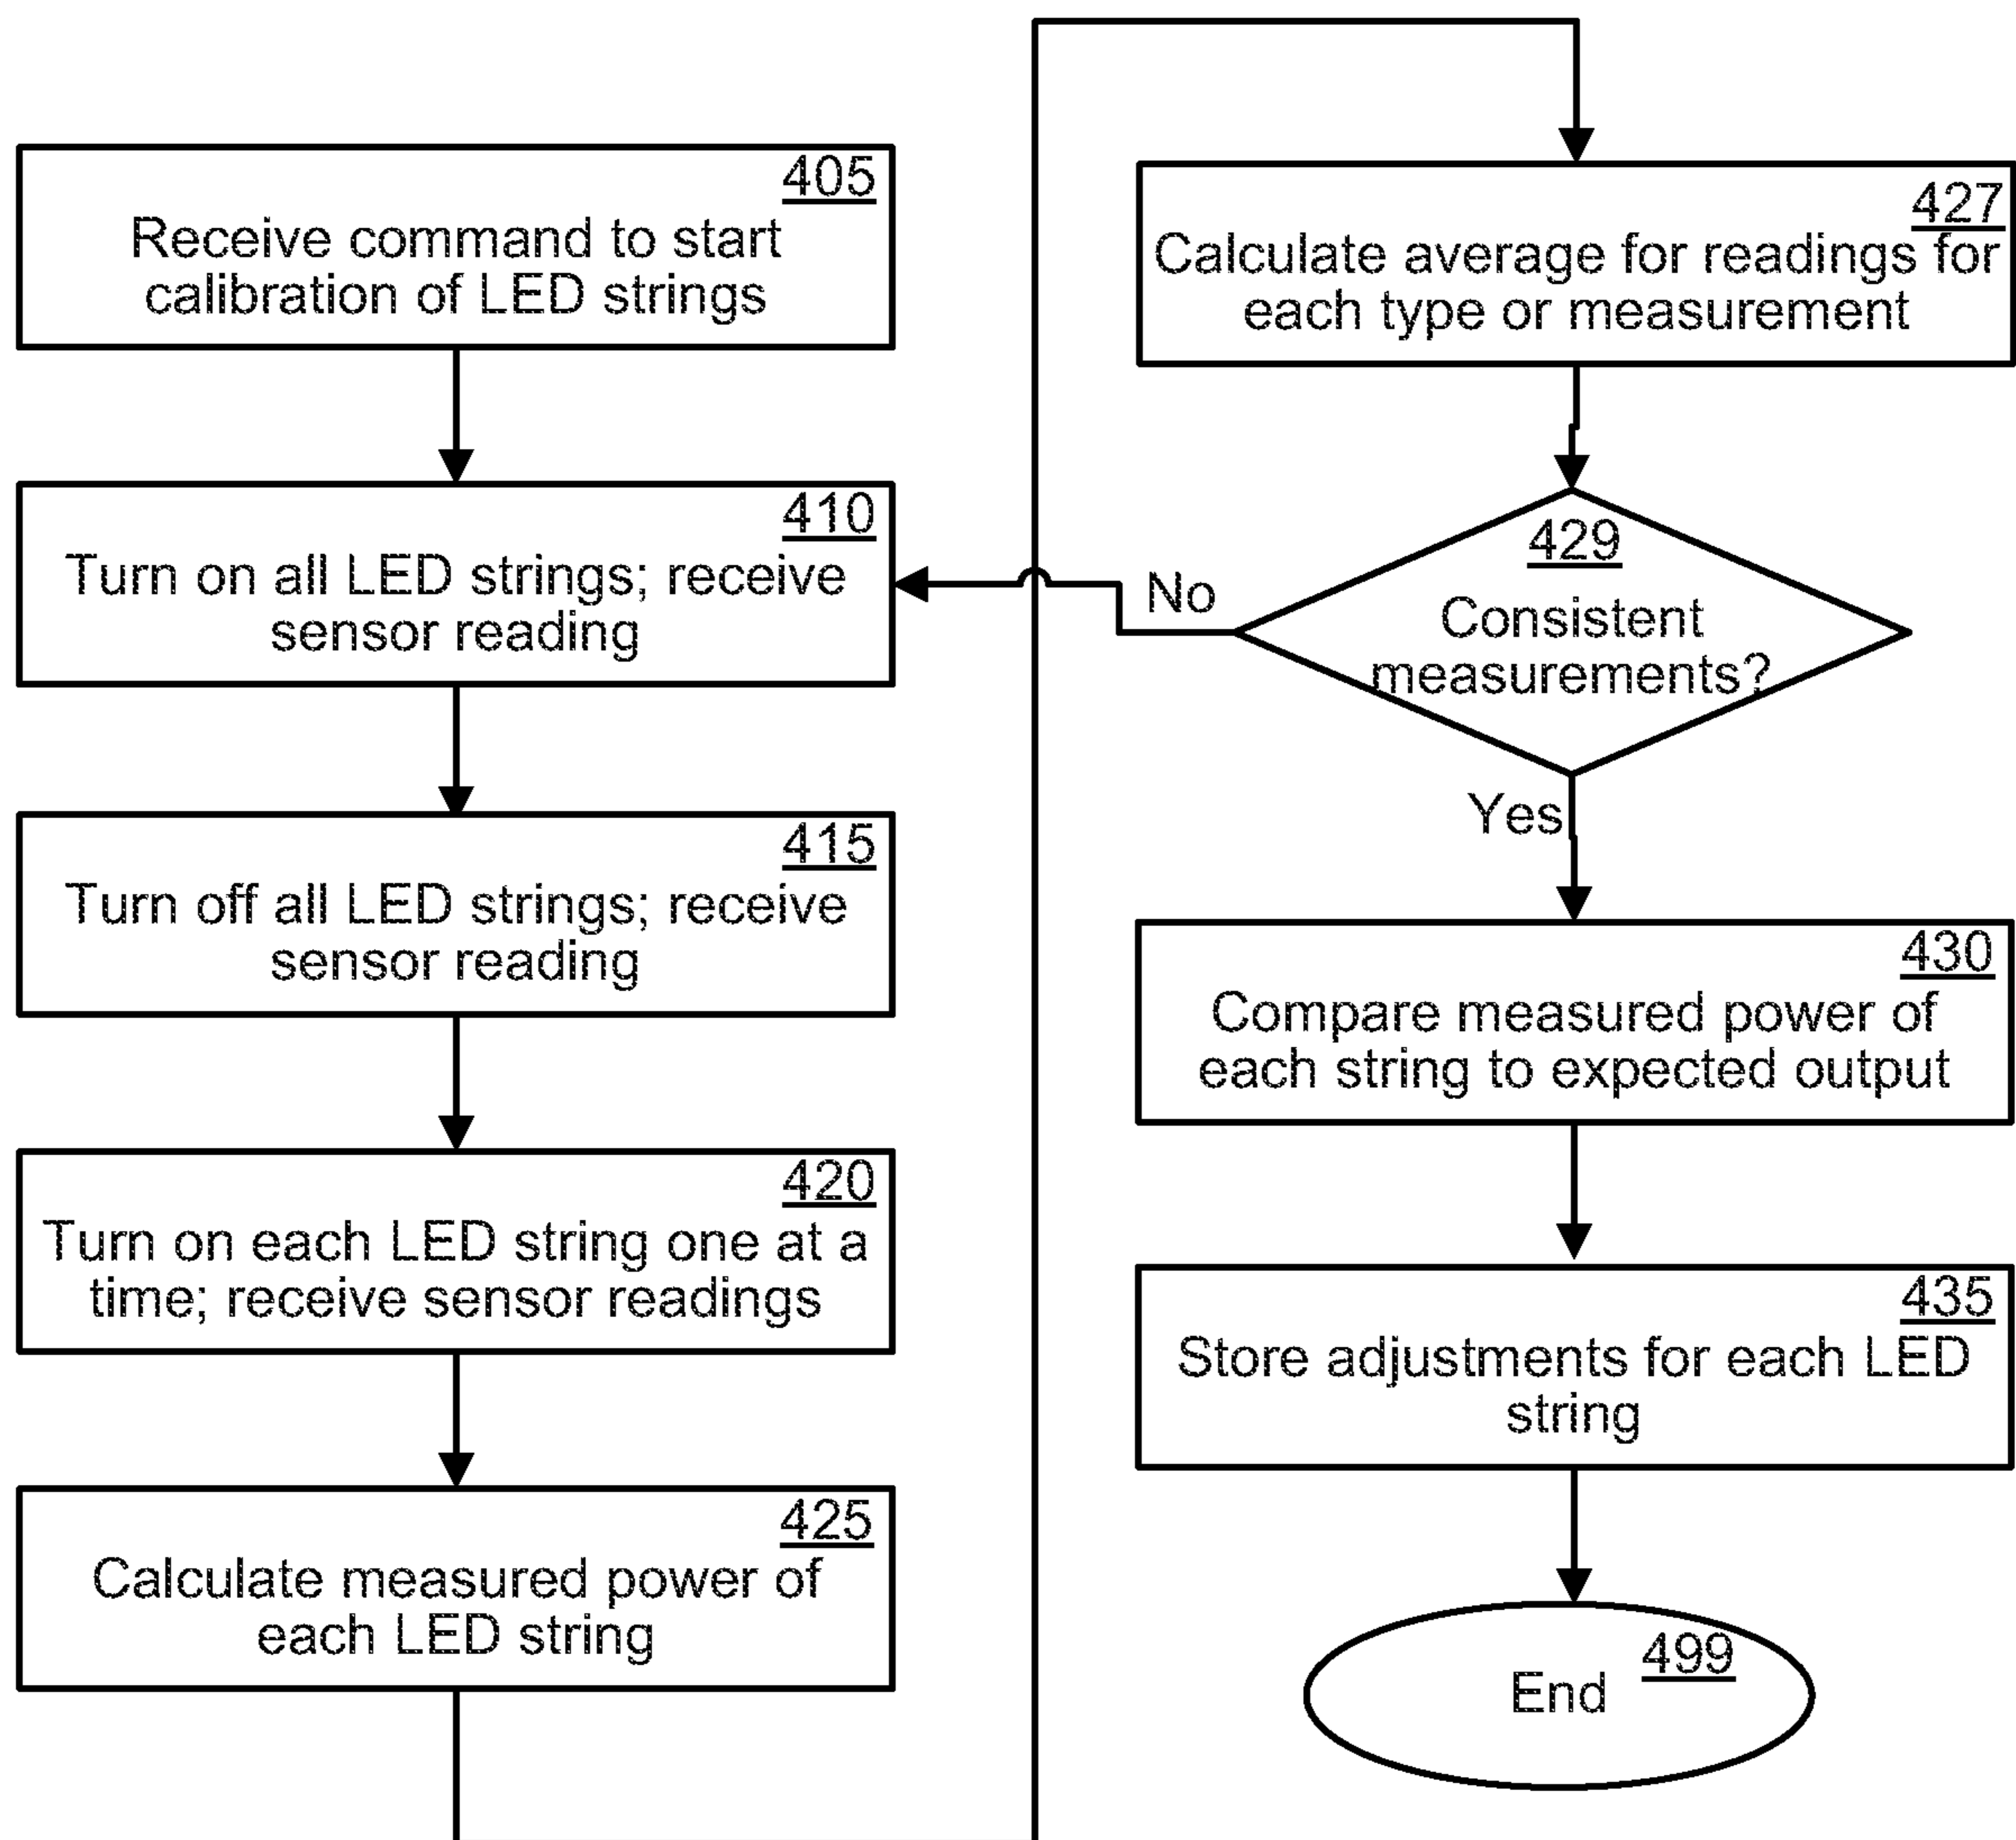 405
Receive command to start
calibration of LED strings
410
Turn on all LED strings; receive
sensor reading
415
Turn off all LED strings; receive
sensor reading
420
Turn on each LED string one at a
time; receive sensor readings
425
Calculate measured power of
each LED string
427
Calculate average for readings for
each type or measurement
429
Consistent
measurements?
No
Yes
430
Compare measured power of
each string to expected output
435
Store adjustments for each LED
string
499
End